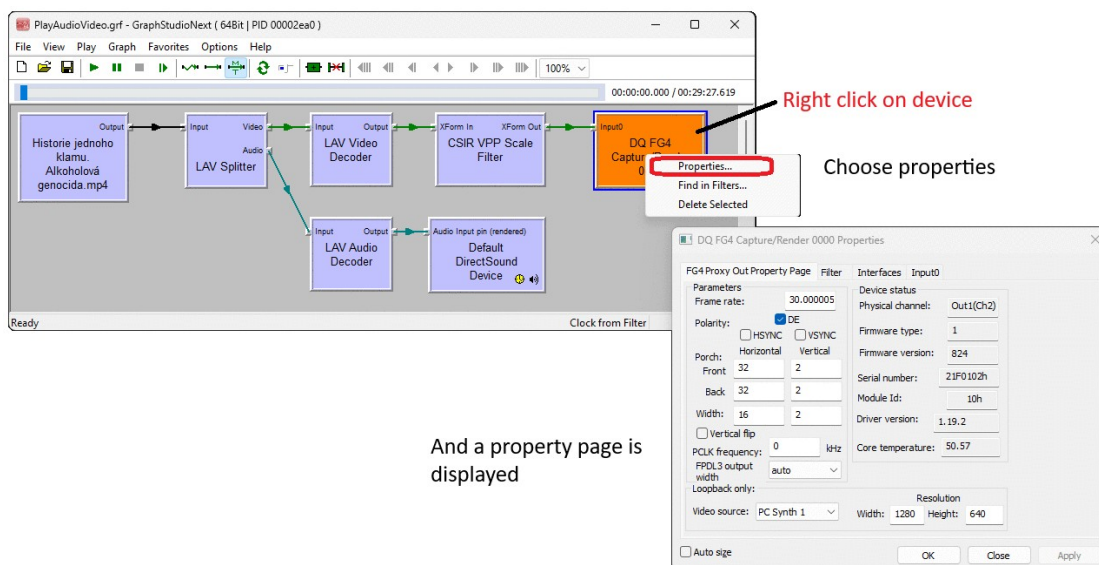 PlayAudioVideo.grf - GraphStudioNext ( 64Bit | PID 00002ea0 )
File View Play Graph Favorites Options Help
100%
00:00:00.000 / 00:29:27.619
Right click on device
Output
Historie jednoho
klamu.
Alkoholová
genocida.mp4
Input Video
Audio
LAV Splitter
Input Output
LAV Video
Decoder
XForm In XForm Out
CSIR VPP Scale
Filter
Input0
DQ FG4
Properties...
Find in Filters...
Delete Selected
Choose properties
Input Output
LAV Audio
Decoder
Audio Input pin (rendered)
Default
DirectSound
Device
Ready Clock from Filter
DQ FG4 Capture/Render 0000 Properties
FG4 Proxy Out Property Page Filter Interfaces Input0
Parameters
Frame rate: 30.000005
Polarity: DE
HSYNC VSYNC
Porch: Horizontal Vertical
Front 32 2
Back 32 2
Width: 16 2
Vertical flip
PCLK frequency: 0 kHz
FPDL3 output
width auto
Device status
Physical channel: Out1(Ch2)
Firmware type: 1
Firmware version: 824
Serial number: 21F0102h
Module Id: 10h
Driver version: 1.19.2
Core temperature: 50.57
Loopback only:
Video source: PC Synth 1
Resolution
Width: 1280 Height: 640
Auto size
OK Close Apply
And a property page is
displayed